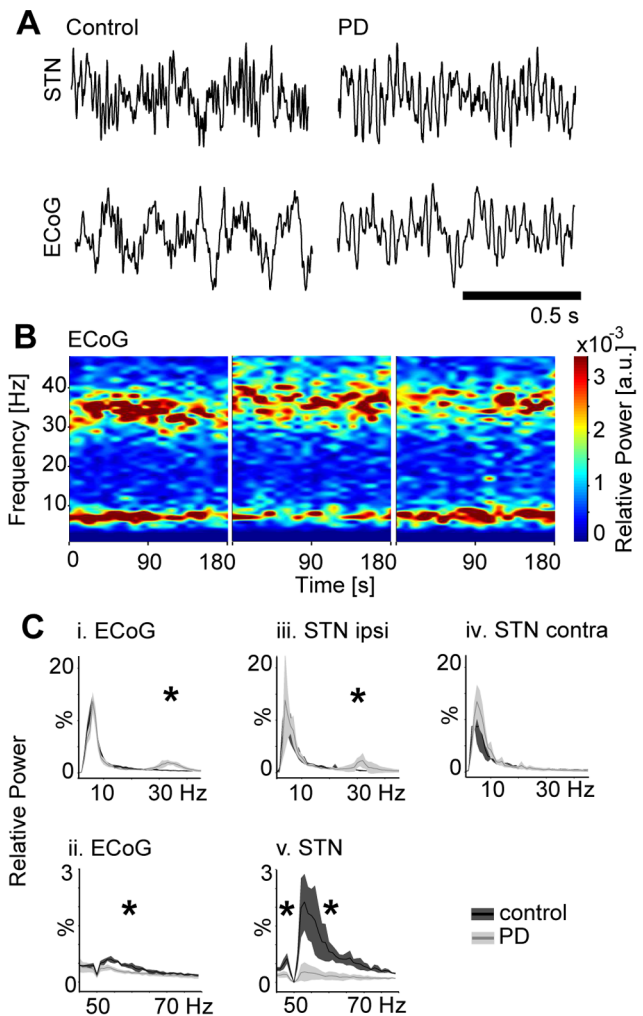 A
Control
PD
STN
ECoG
0.5 s
B
ECoG
x10-3
Frequency [Hz]
40
30
20
10
0 90 180 90 180 90 180
Time [s]
3
2
1
0
Relative Power [a.u.]
C
i. ECoG
iii. STN ipsi
iv. STN contra
20
%
0
10 30 Hz
20
%
0
10 30 Hz
20
%
0
10 30 Hz
*
*
Relative Power
ii. ECoG
v. STN
3
%
0
50 70 Hz
*
3
%
0
50 70 Hz
* *
control
PD